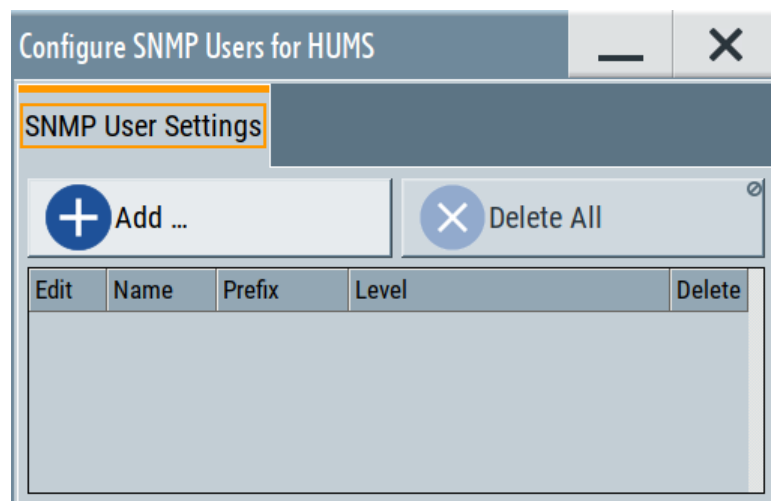 Configure SNMP Users for HUMS
SNMP User Settings
Add ...
Delete All
Edit Name Prefix Level Delete